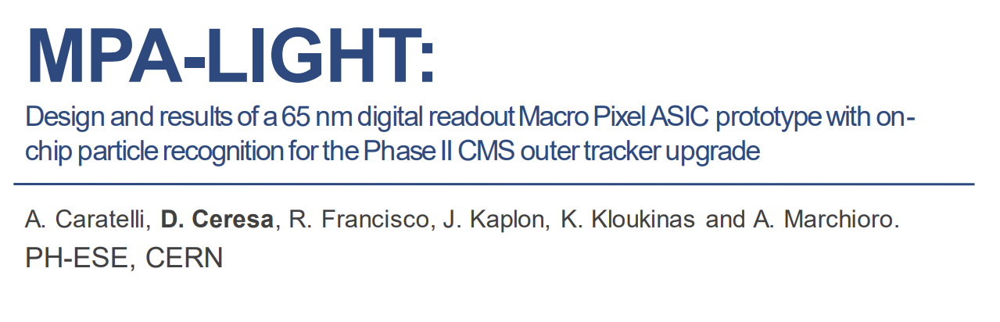 MPA-LIGHT:
Design and results of a 65 nm digital readout Macro Pixel ASIC prototype with on-
chip particle recognition for the Phase II CMS outer tracker upgrade
A. Caratelli, D. Ceresa, R. Francisco, J. Kaplon, K. Kloukinas and A. Marchioro.
PH-ESE, CERN